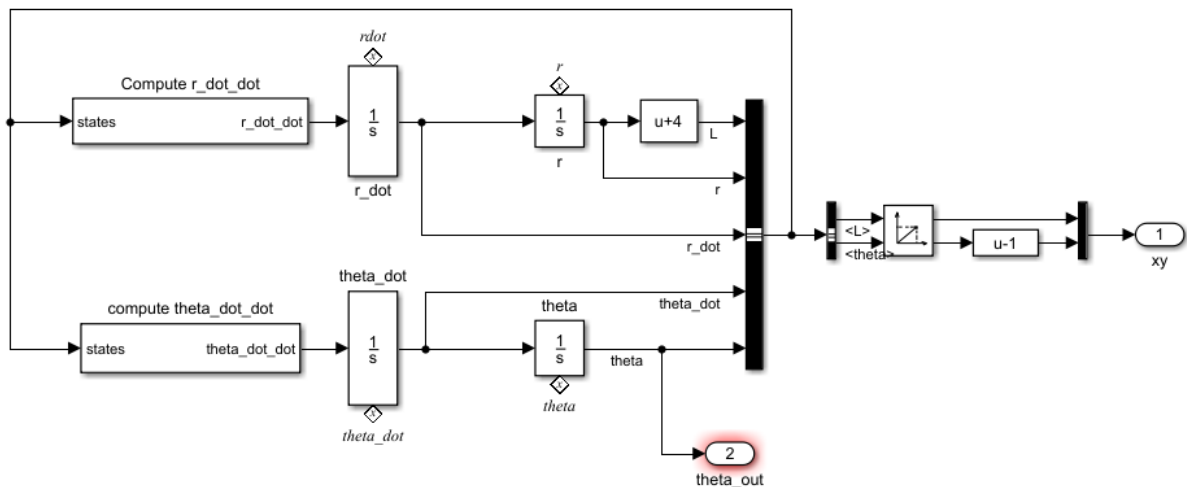 rdot
r
Compute r_dot_dot
states
r_dot_dot
1
s
r_dot
1
s
r
u+4
L
r
r_dot
<L>
<theta>
u-1
1
xy
theta_dot
compute theta_dot_dot
states
theta_dot_dot
1
s
theta_dot
theta
1
s
theta
theta_dot
theta
2
theta_out
x
x
x
x